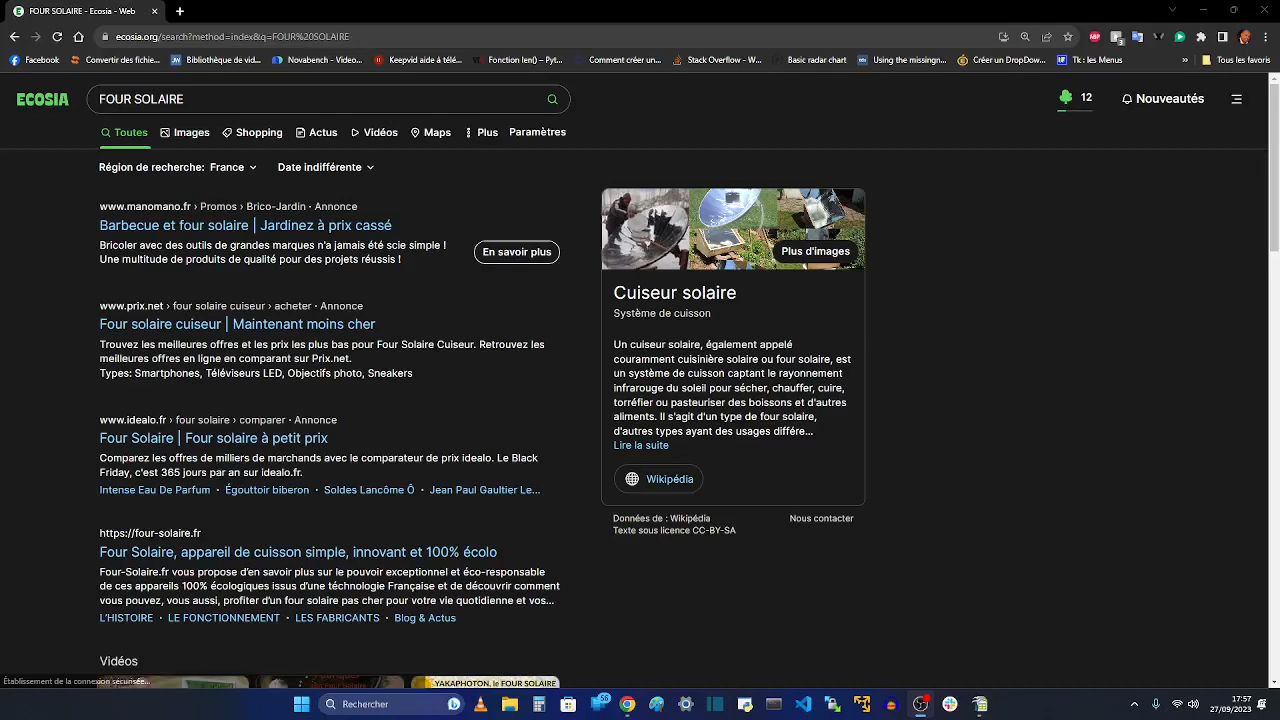 FOUR SOLAIRE - Ecosia - Web
ecosia.org/search?method=index&q=FOUR%20SOLAIRE
Facebook
Convertir des fichie...
Bibliothèque de vid...
Novabench - Video...
Keepvid aide à télé...
Fonction len() – Pyt...
Comment créer un...
Stack Overflow - W...
Basic radar chart
Using the missingn...
Créer un DropDow...
Tk : les Menus
»
Tous les favoris
ECOSIA
FOUR SOLAIRE
12
Nouveautés
Toutes
Images
Shopping
Actus
Vidéos
Maps
Plus
Paramètres
Région de recherche: France
Date indifférente
www.manomano.fr › Promos › Brico-Jardin · Annonce
Barbecue et four solaire | Jardinez à prix cassé
Bricoler avec des outils de grandes marques n'a jamais été scie simple !
Une multitude de produits de qualité pour des projets réussis !
En savoir plus
www.prix.net › four solaire cuiseur › acheter · Annonce
Four solaire cuiseur | Maintenant moins cher
Trouvez les meilleures offres et les prix les plus bas pour Four Solaire Cuiseur. Retrouvez les
meilleures offres en ligne en comparant sur Prix.net.
Types: Smartphones, Téléviseurs LED, Objectifs photo, Sneakers
www.idealo.fr › four solaire › comparer · Annonce
Four Solaire | Four solaire à petit prix
Comparez les offres de milliers de marchands avec le comparateur de prix idealo. Le Black
Friday, c'est 365 jours par an sur idealo.fr.
Intense Eau De Parfum · Égouttoir biberon · Soldes Lancôme Ô · Jean Paul Gaultier Le...
https://four-solaire.fr
Four Solaire, appareil de cuisson simple, innovant et 100% écolo
Four-Solaire.fr vous propose d’en savoir plus sur le pouvoir exceptionnel et éco-responsable
de ces appareils 100% écologiques issus d’une téchnologie Française et de découvrir comment
vous pouvez, vous aussi, profiter d’un four solaire pas cher pour votre vie quotidienne et vos...
L’HISTOIRE · LE FONCTIONNEMENT · LES FABRICANTS · Blog & Actus
Vidéos
YAKAPHOTON, le FOUR SOLAIRE
Plus d'images
Cuiseur solaire
Système de cuisson
Un cuiseur solaire, également appelé
couramment cuisinière solaire ou four solaire, est
un système de cuisson captant le rayonnement
infrarouge du soleil pour sécher, chauffer, cuire,
torréfier ou pasteuriser des boissons et d'autres
aliments. Il s'agit d'un type de four solaire,
d'autres types ayant des usages différe...
Lire la suite
Wikipédia
Données de : Wikipédia
Nous contacter
Texte sous licence CC-BY-SA
Établissement de la connexion sécurisée...
Rechercher
56
17:57
27/09/2023